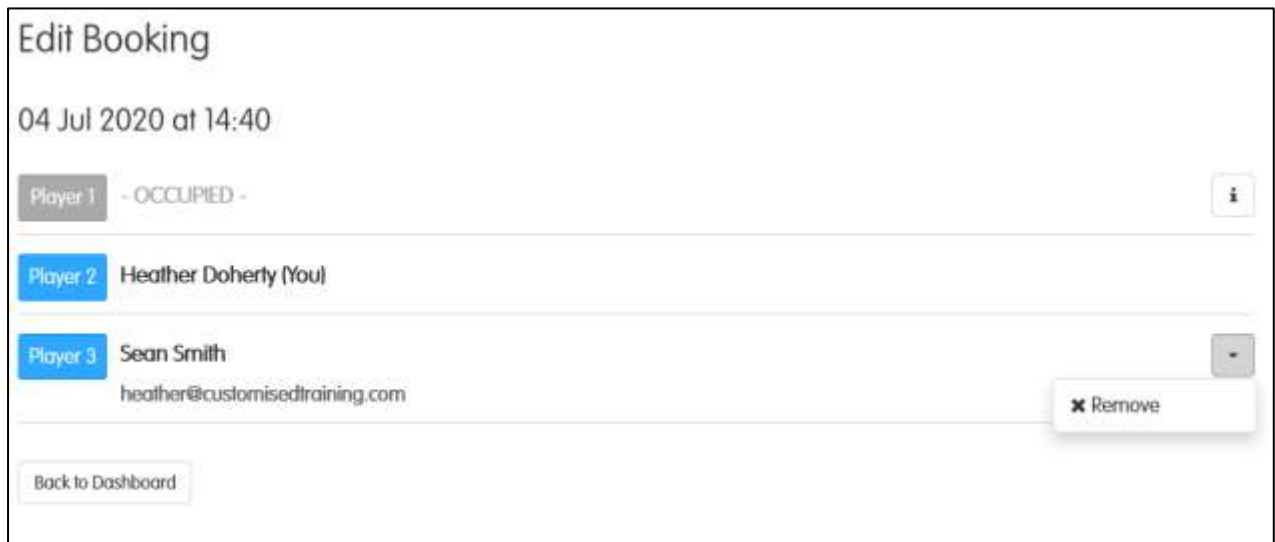 Edit Booking
04 Jul 2020 at 14:40
Player 1 - OCCUPIED - i
Player 2 Heather Doherty (You)
Player 3 Sean Smith
heather@customisedtraining.com
✖ Remove
Back to Dashboard